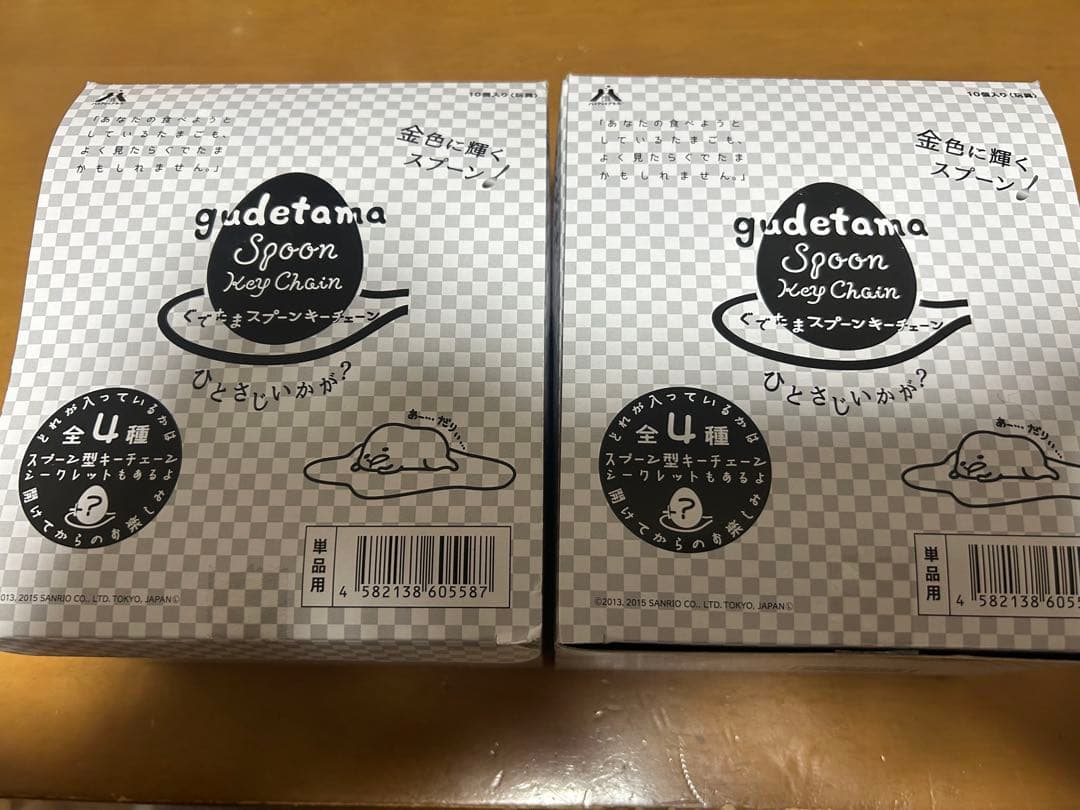 10個入り〈玩具〉
「あなたの食べようと
しているたまごも、
よく見たらぐでたま
かもしれません。」
金色に輝く
スプーン!
gudetama
Spoon
Key Chain
ぐでたまスプーンキーチェーン
ひとさじいかが?
どれが入っているかは
全4種
スプーン型キーチェーン
シークレットもあるよ
?
開けてからのお楽しみ
あー…だりぃ…
単品用
4 582138 605587
2013, 2015 SANRIO CO., LTD. TOKYO, JAPAN Ⓛ
10個入り〈玩具〉
「あなたの食べようと
しているたまごも、
よく見たらぐでたま
かもしれません。」
金色に輝く
スプーン!
gudetama
Spoon
Key Chain
ぐでたまスプーンキーチェーン
ひとさじいかが?
どれが入っているかは
全4種
スプーン型キーチェーン
シークレットもあるよ
?
開けてからのお楽しみ
あー…だりぃ…
単品用
4 582138 605
©2013, 2015 SANRIO CO., LTD. TOKYO, JAPAN Ⓛ